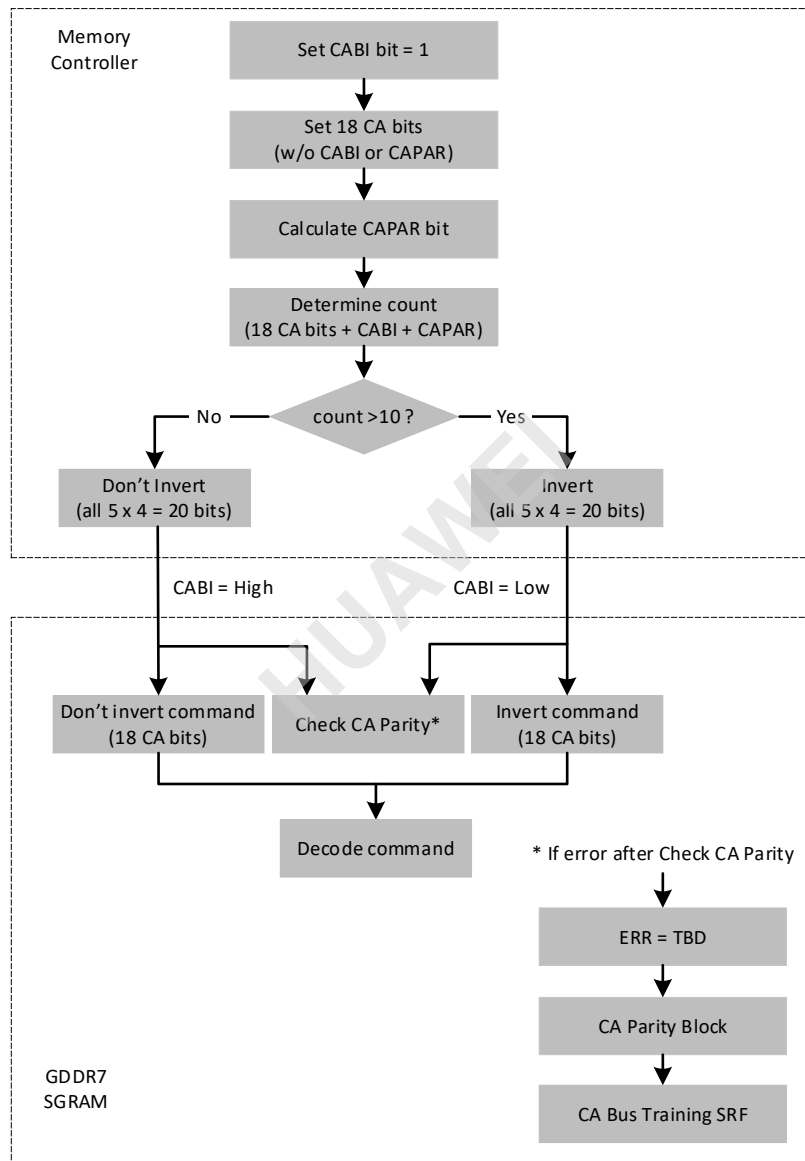 Memory
Controller
Set CABI bit = 1
Set 18 CA bits
(w/o CABI or CAPAR)
Calculate CAPAR bit
Determine count
(18 CA bits + CABI + CAPAR)
count >10 ?
No
Yes
Don't Invert
(all 5 x 4 = 20 bits)
Invert
(all 5 x 4 = 20 bits)
CABI = High
CABI = Low
HUAWEI
Don't invert command
(18 CA bits)
Check CA Parity*
Invert command
(18 CA bits)
Decode command
* If error after Check CA Parity
ERR = TBD
CA Parity Block
CA Bus Training SRF
GDDR7
SGRAM